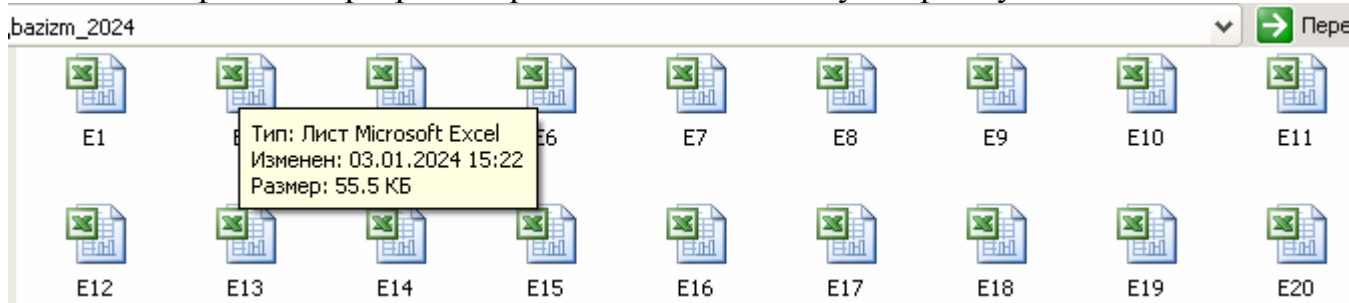 bazizm_2024
Пере
E1
E6
E7
E8
E9
E10
E11
Тип: Лист Microsoft Excel
Изменен: 03.01.2024 15:22
Размер: 55.5 КБ
E12
E13
E14
E15
E16
E17
E18
E19
E20